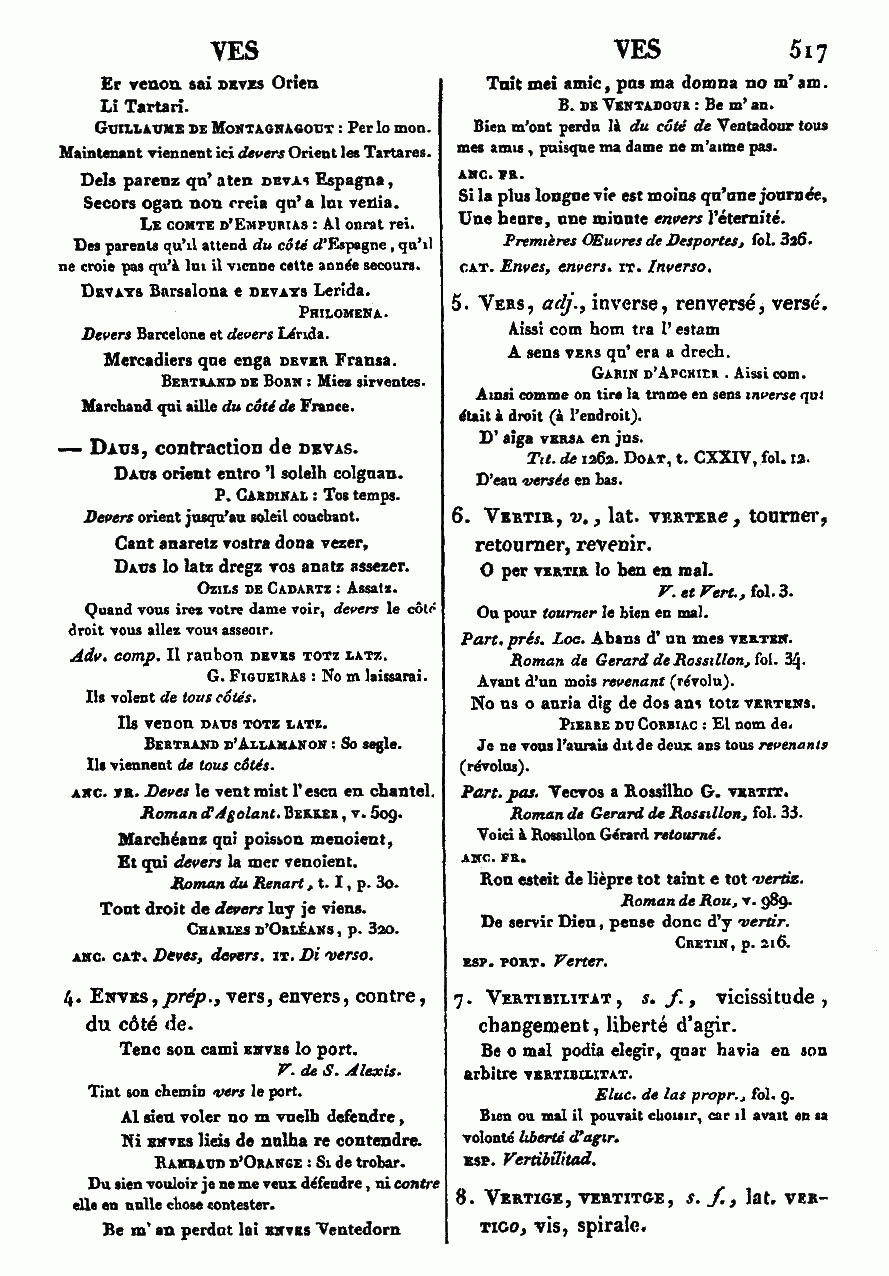 VES
VES 517
Er venon sai DEVES Orien
Li Tartari.
GUILLAUME DE MONTAGNAGOUT : Per lo mon.
Maintenant viennent ici devers Orient les Tartares.
Dels parenz qu' aten DEVAS Espagna,
Secors ogan non creia qu' a lui venia.
LE COMTE D'EMPURIAS : Al onrat rei.
Des parents qu'il attend du côté d'Espagne, qu'il
ne croie pas qu'à lui il vienne cette année secours.
DEVAYS Barsalona e DEVAYS Lerida.
PHILOMENA.
Devers Barcelone et devers Lérida.
Mercadiers que enga DEVER Fransa.
BERTRAND DE BORN : Miez sirventes.
Marchand qui aille du côté de France.
— DAUS, contraction de DEVAS.
DAUS orient entro 'l solelh colguan.
P. CARDINAL : Tos temps.
Devers orient jusqu'au soleil couchant.
Cant anaretz vostra dona vezer,
DAUS lo latz dregz vos anatz assezer.
OZILS DE CADARTZ : Assatz.
Quand vous irez votre dame voir, devers le côté
droit vous allez vous asseoir.
Adv. comp. Il raubon DEVES TOTZ LATZ.
G. FIGUEIRAS : No m laissarai.
Ils volent de tous côtés.
Ils venon DAUS TOTZ LATZ.
BERTRAND D'ALLAMANON : So segle.
Ils viennent de tous côtés.
ANC. FR. Deves le vent mist l'escu en chantel.
Roman d'Agolant. BEKKER, v. 509.
Marchéanz qui poisson menoient,
Et qui devers la mer venoient.
Roman du Renart, t. I, p. 30.
Tout droit de devers luy je viens.
CHARLES D'ORLÉANS, p. 320.
ANC. CAT. Deves, devers. IT. Di verso.
4. ENVES, prép., vers, envers, contre,
du côté de.
Tenc son cami ENVES lo port.
V. de S. Alexis.
Tint son chemin vers le port.
Al sieu voler no m vuelh defendre,
Ni ENVES lieis de nulha re contendre.
RAMBAUD D'ORANGE : Si de trobar.
Du sien vouloir je ne me veux défendre, ni contre
elle en nulle chose contester.
Be m' an perdut lai ENVES Ventedorn
Tuit mei amic, pus ma domna no m' am.
B. DE VENTADOUR : Be m' an.
Bien m'ont perdu là du côté de Ventadour tous
mes amis, puisque ma dame ne m'aime pas.
ANC. FR.
Si la plus longue vie est moins qu'une journée,
Une heure, une minute envers l'éternité.
Premières OEuvres de Desportes, fol. 326.
CAT. Enves, envers. IT. Inverso.
5. VERS, adj., inverse, renversé, versé.
Aissi com hom tra l' estam
A sens VERS qu' era a drech.
GARIN D'APCHIER . Aissi com.
Ainsi comme on tire la trame en sens inverse qui
était à droit (à l'endroit).
D' aiga VERSA en jus.
Tit. de 1262. DOAT, t. CXXIV, fol. 12.
D'eau versée en bas.
6. VERTIR, v., lat. VERTERe, tourner,
retourner, revenir.
O per VERTIR lo ben en mal.
V. et Vert., fol. 3.
Ou pour tourner le bien en mal.
Part. prés. Loc. Abans d' un mes VERTEN.
Roman de Gerard de Rossillon, fol. 34.
Avant d'un mois revenant (révolu).
No us o auria dig de dos ans totz VERTENS.
PIERRE DU CORBIAC : El nom de.
Je ne vous l'aurais dit de deux ans tous revenants
(révolus).
Part. pas. Vecvos a Rossilho G. VERTIT.
Roman de Gerard de Rossillon, fol. 33.
Voici à Rossillon Gérard retourné.
ANC. FR.
Rou esteit de lièpre tot taint e tot vertiz.
Roman de Rou, v. 989.
De servir Dieu, pense donc d'y vertir.
CRETIN, p. 216.
ESP. PORT. Verter.
7. VERTIBILITAT, s. f., vicissitude,
changement, liberté d'agir.
Be o mal podia elegir, quar havia en son
arbitre VERTIBILITAT.
Eluc. de las propr., fol. 9.
Bien ou mal il pouvait choisir, car il avait en sa
volonté liberté d'agir.
ESP. Vertibilitad.
8. VERTIGE, VERTITGE, s. f., lat. VER-
TIGO, vis, spirale.